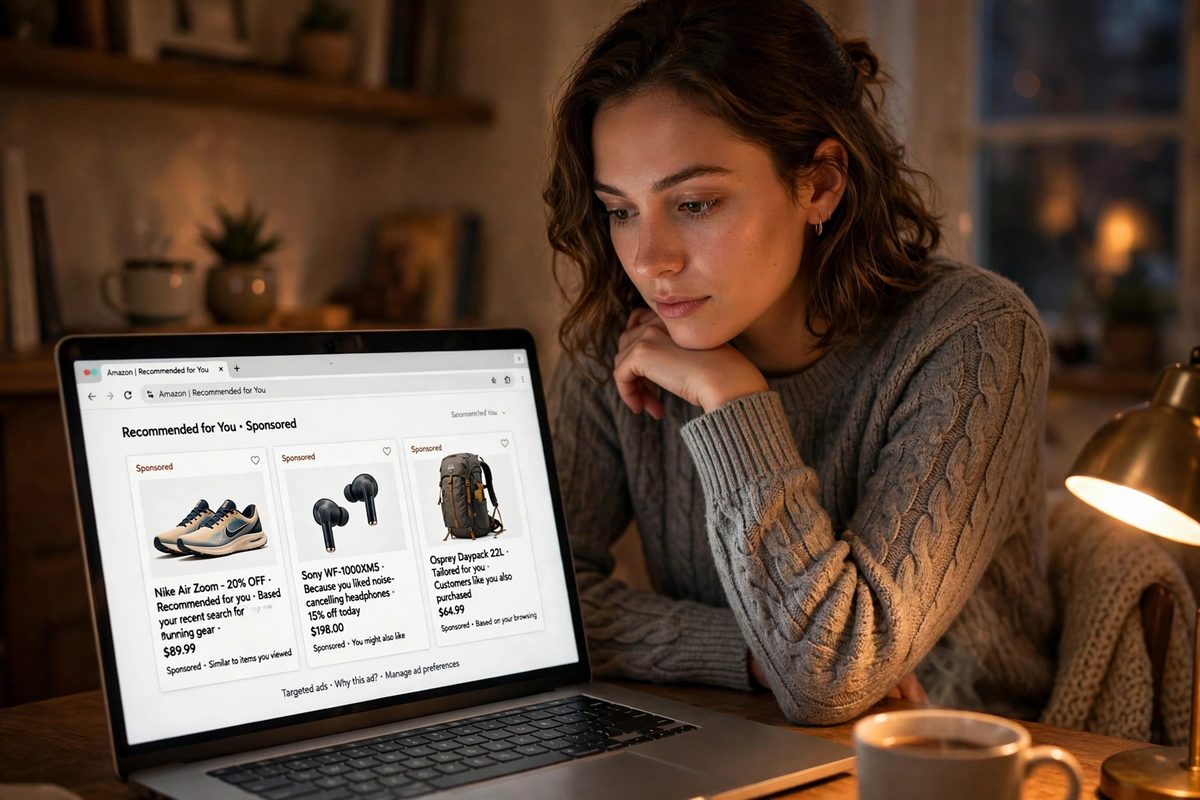 Amazon | Recommended for You
Amazon | Recommended for You
Recommended for You • Sponsored
Sponsored
Nike Air Zoom - 20% OFF ·
Recommended for you · Based
your recent search for
gear ·
$89.99
Sponsored • Similar to items you viewed
Sponsored
Sony WF-1000XM5 ·
Because you liked noise-
cancelling headphones ·
15% off today
$198.00
Sponsored • You might also like
Sponsored
Osprey Daypack 22L ·
Tailored for you ·
Customers like you also
purchased
$64.99
Sponsored • Based on your browsing
Targeted ads • Why this ad? • Manage ad preferences